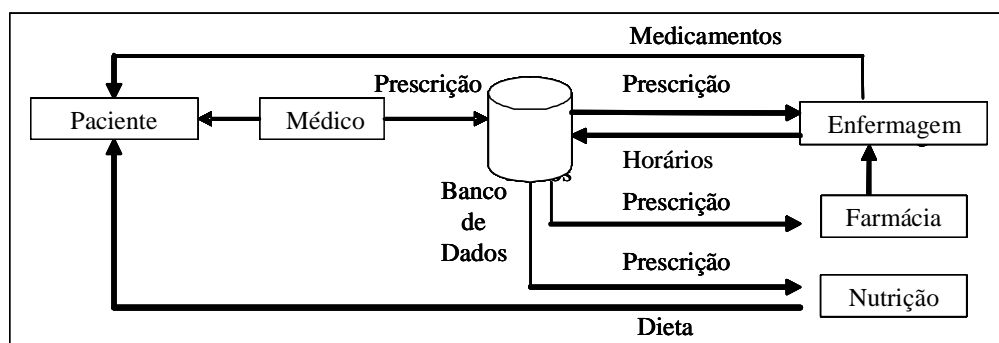 Medicamentos
Prescrição
Prescrição
Paciente
Médico
Enfermagem
Horários
Banco
de
Dados
Prescrição
Farmácia
Prescrição
Nutrição
Dieta